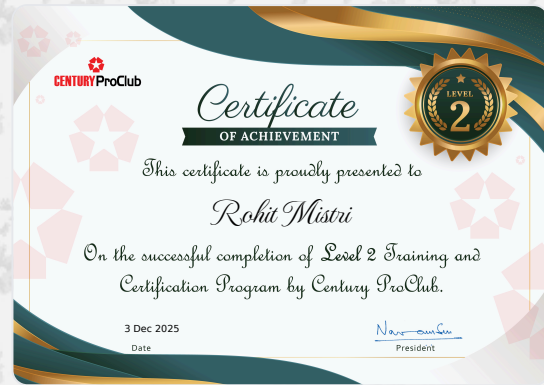 CENTURY ProClub
Certificate
OF ACHIEVEMENT
LEVEL
2
This certificate is proudly presented to
Rohit Mistri
On the successful completion of Level 2 Training and
Certification Program by Century ProClub.
3 Dec 2025
Date
President